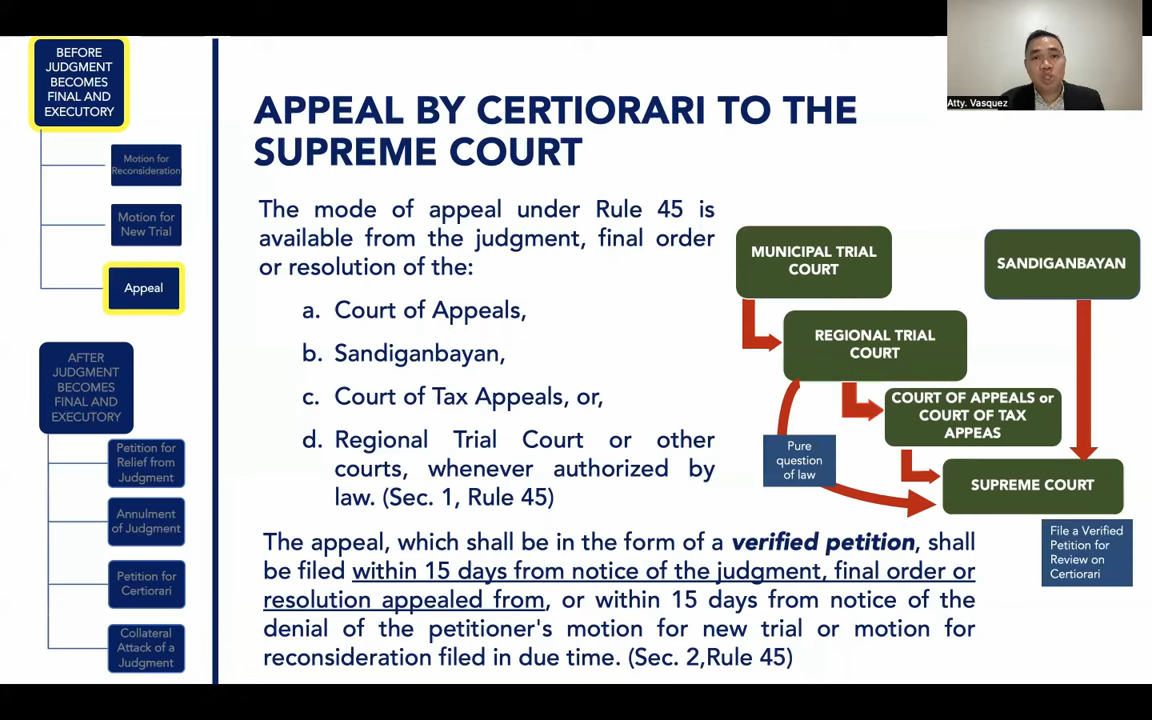 BEFORE
JUDGMENT
BECOMES
FINAL AND
EXECUTORY
Motion for
Reconsideration
Motion for
New Trial
Appeal
AFTER
JUDGMENT
BECOMES
FINAL AND
EXECUTORY
Petition for
Relief from
Judgment
Annulment
of Judgment
Petition for
Certiorari
Collateral
Attack of a
Judgment
APPEAL BY CERTIORARI TO THE
SUPREME COURT
The mode of appeal under Rule 45 is
available from the judgment, final order
or resolution of the:
a. Court of Appeals,
b. Sandiganbayan,
c. Court of Tax Appeals, or,
d. Regional Trial Court or other
courts, whenever authorized by
law. (Sec. 1, Rule 45)
The appeal, which shall be in the form of a verified petition, shall
be filed within 15 days from notice of the judgment, final order or
resolution appealed from, or within 15 days from notice of the
denial of the petitioner's motion for new trial or motion for
reconsideration filed in due time. (Sec. 2,Rule 45)
MUNICIPAL TRIAL
COURT
REGIONAL TRIAL
COURT
COURT OF APPEALS or
COURT OF TAX
APPEAS
SUPREME COURT
SANDIGANBAYAN
Pure
question
of law
File a Verified
Petition for
Review on
Certiorari
Atty. Vasquez